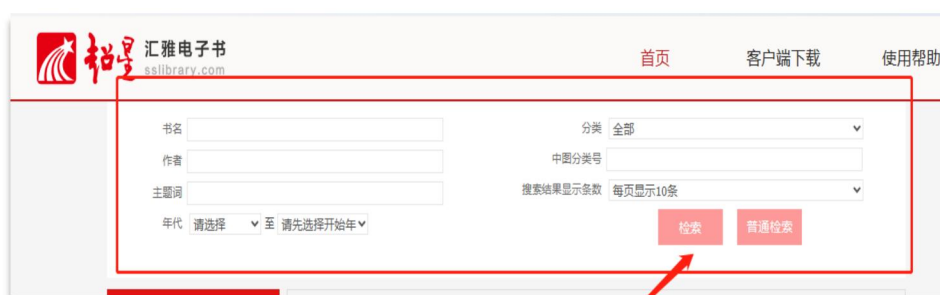 超星 汇雅电子书
sslibrary.com
首页 客户端下载 使用帮助
书名 分类 全部
作者 中图分类号
主题词 搜索结果显示条数 每页显示10条
年代 请选择 至 请先选择开始年
检索 普通检索